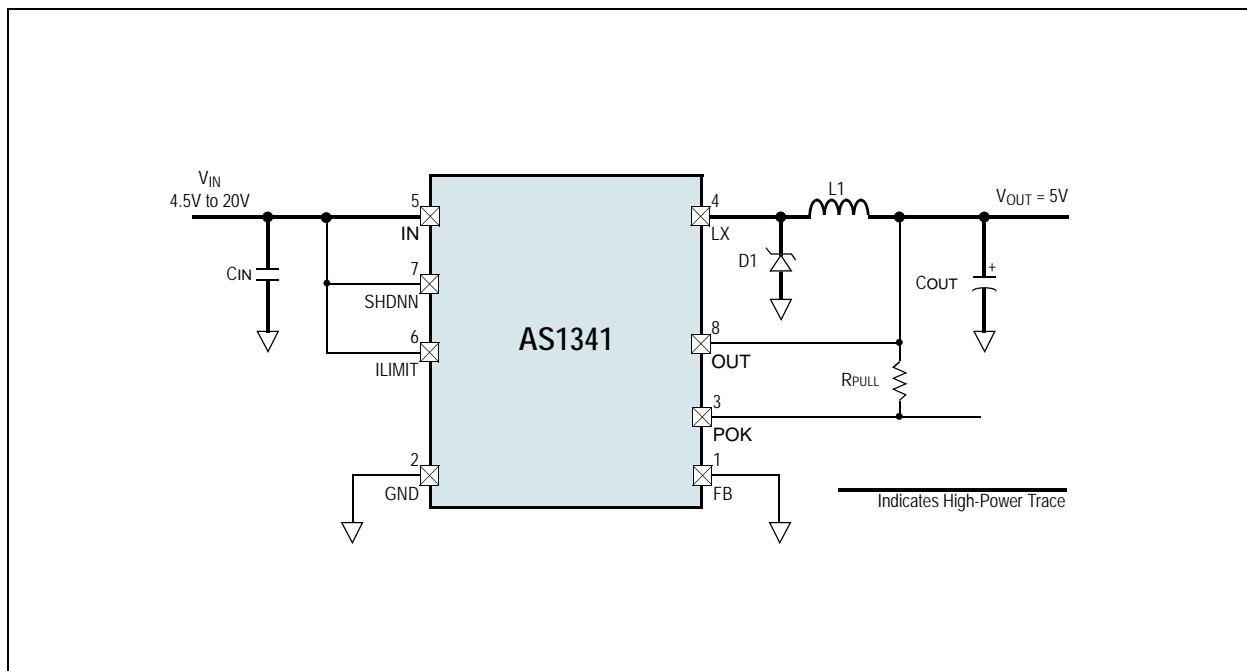 VIN
4.5V to 20V
5
IN
CIN
7
SHDNN
6
ILIMIT
2
GND
AS1341
4
LX
L1
VOUT = 5V
D1
COUT
+
8
OUT
RPULL
3
POK
1
FB
Indicates High-Power Trace